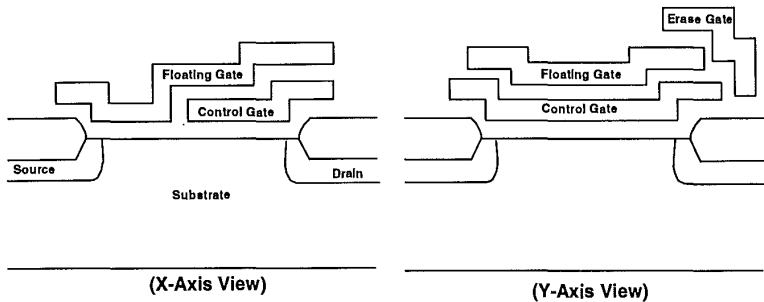 Floating Gate
Control Gate
Source
Drain
Substrate
(X-Axis View)
Erase Gate
Floating Gate
Control Gate
(Y-Axis View)